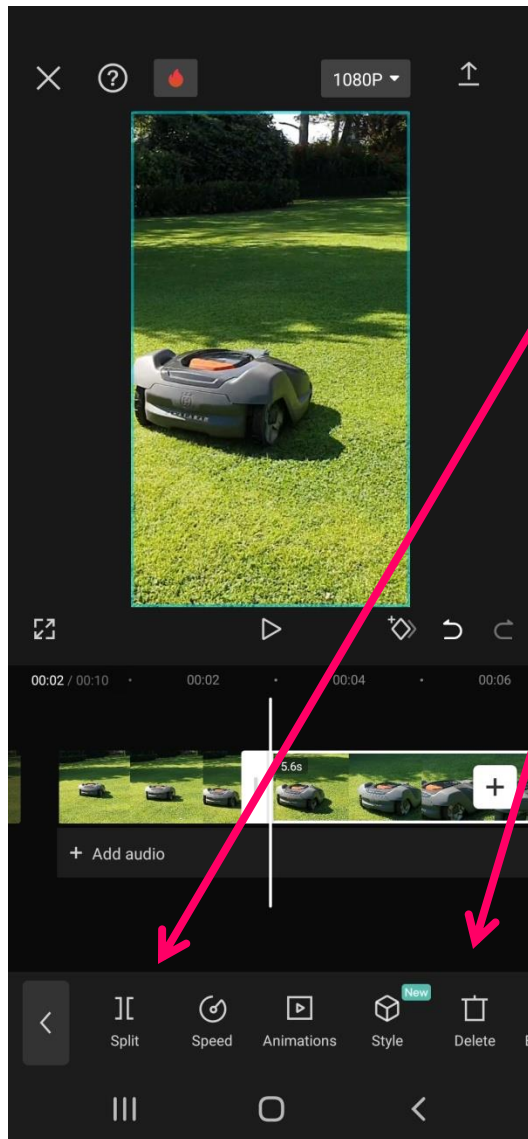 1080P
00:02 / 00:10
00:02
00:04
00:06
5.6s
+ Add audio
New
Split
Speed
Animations
Style
Delete